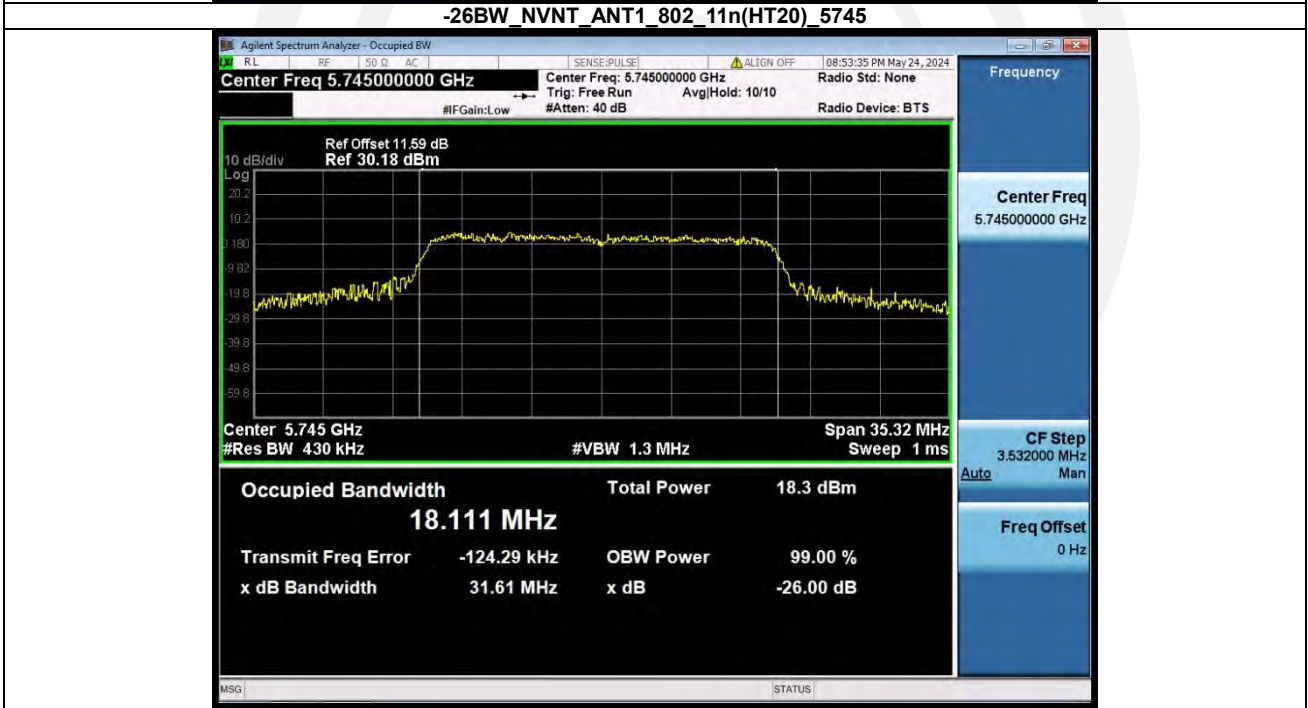 -26BW_NVNT_ANT1_802_11n(HT20)_5745
Agilent Spectrum Analyzer - Occupied BW
LXI RL RF 50 Ω AC SENSE:PULSE ALIGN OFF 08:53:35 PM May 24, 2024
Center Freq 5.745000000 GHz
Center Freq: 5.745000000 GHz Radio Std: None
Trig: Free Run Avg|Hold: 10/10
#IFGain:Low #Atten: 40 dB Radio Device: BTS
Ref Offset 11.59 dB
10 dB/div Ref 30.18 dBm
Log
20.2
10.2
0.180
-9.82
-19.8
-29.8
-39.8
-49.8
-59.8
Center 5.745 GHz Span 35.32 MHz
#Res BW 430 kHz #VBW 1.3 MHz Sweep 1 ms
Occupied Bandwidth Total Power 18.3 dBm
18.111 MHz
Transmit Freq Error -124.29 kHz OBW Power 99.00 %
x dB Bandwidth 31.61 MHz x dB -26.00 dB
MSG STATUS
Frequency
Center Freq
5.745000000 GHz
CF Step
3.532000 MHz
Auto Man
Freq Offset
0 Hz